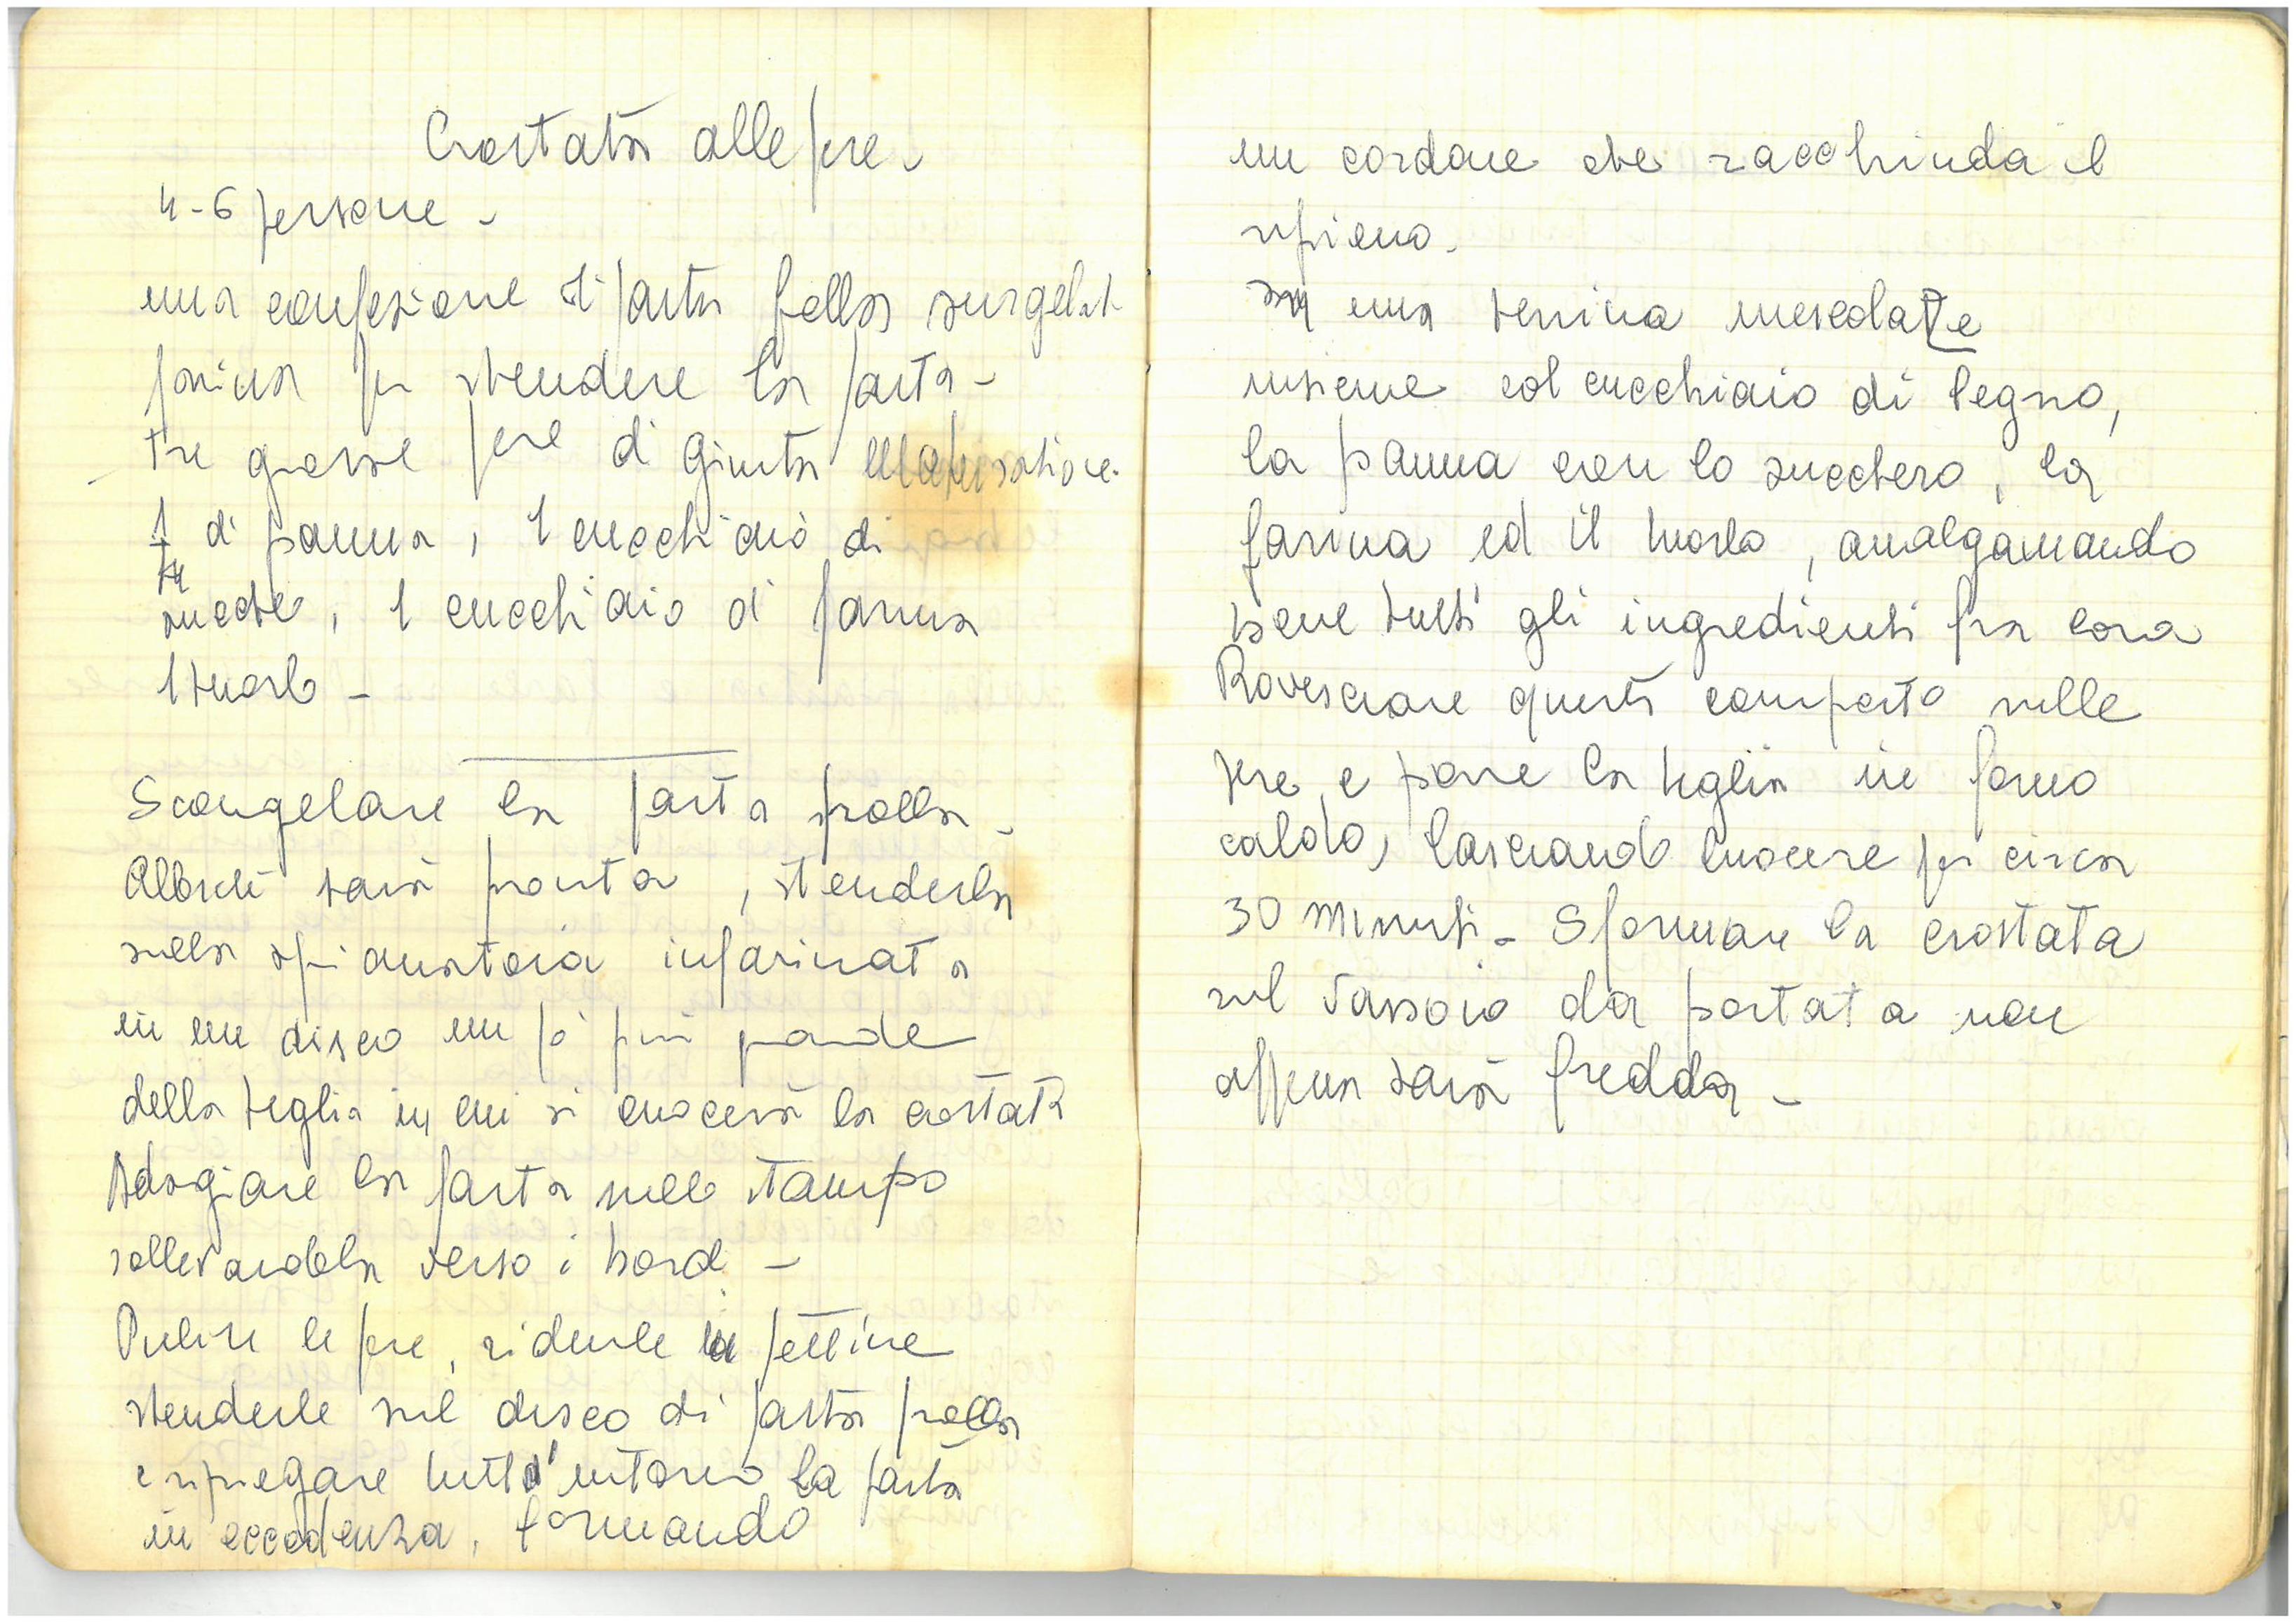 Crostata alle pere.
4-6 persone -
una confezione di pasta frolla surgelat
farina per stendere la pasta -
tre grosse pere di giusta maturazione
1/4 di panna, 1 cucchiaio di
zucche, 1 cucchiaio di farina
1 tuorlo -
Scongelare la pasta frolla -
Allorché sarà pronta, stenderla
sulla spianatoia infarinata
in un disco un pò più grande
della teglia in cui si cuocerà la crostata
Adagiare la pasta nello stampo
sollevandola verso i bordi -
Pulire le pere, ridurle in fettine
stenderle sul disco di pasta frolla
e ripiegare tutt'intorno la pasta
in eccedenza, formando
un cordone che racchiuda il
ripieno.
In una terrina mescolate
insieme col cucchiaio di legno,
la panna con lo zucchero, la
farina ed il tuorlo, amalgamando
bene tutti gli ingredienti fra loro
Rovesciare questo composto sulle
pere e porre la teglia in forno
caldo, lasciando cuocere per circa
30 minuti - Sformare la crostata
sul vassoio da portata non
appena sarà fredda -